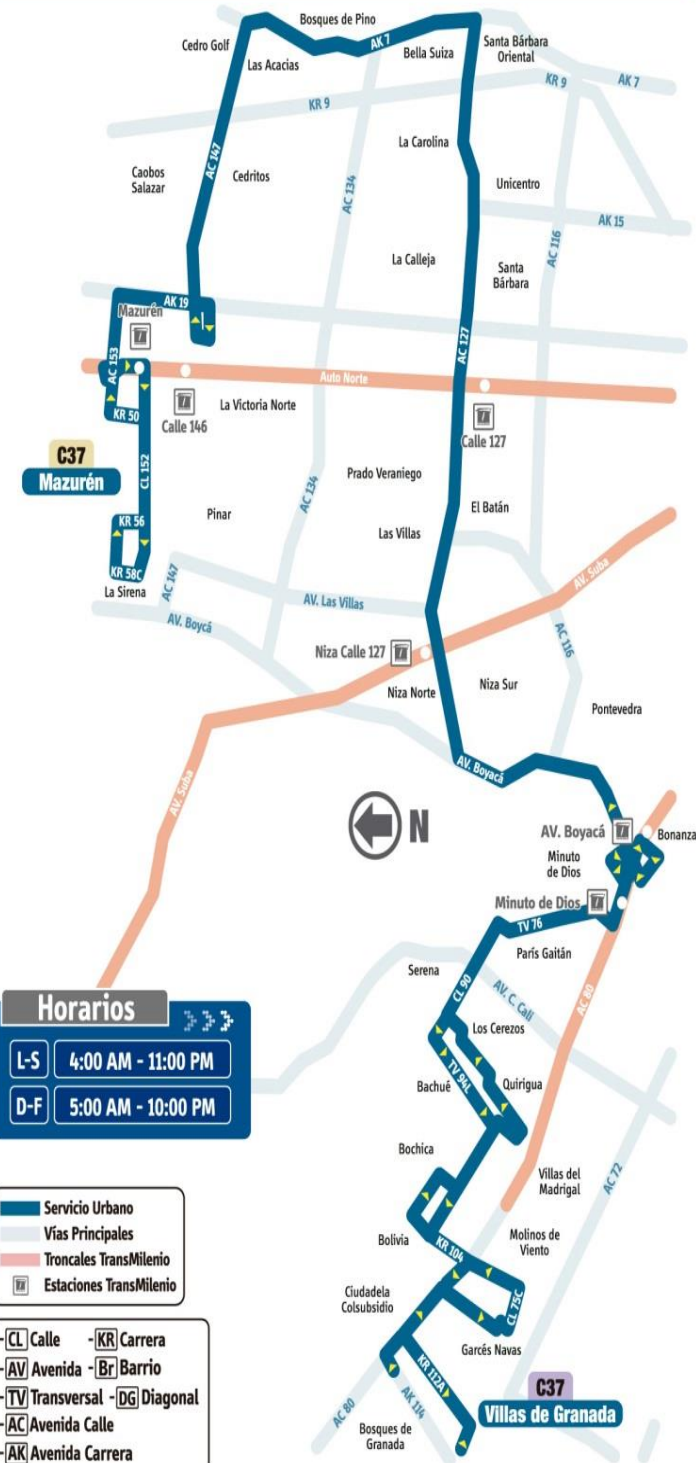 Bosques de Pino
Cedro Golf
AK 7
Santa Bárbara
Oriental
Las Acacias
Bella Suiza
KR 9
AK 7
KR 9
La Carolina
AC 147
Caobos
Salazar
Cedritos
AC 134
Unicentro
AK 15
AC 116
La Calleja
Santa
Bárbara
AK 19
Mazurén
AC 127
AC 153
Auto Norte
KR 50
La Victoria Norte
Calle 146
Calle 127
C37
Mazurén
CL 152
Prado Veraniego
AC 134
El Batán
KR 56
Pinar
Las Villas
KR 58C
La Sirena
AC 147
AV. Las Villas
AV. Suba
AV. Boycá
AC 116
Niza Calle 127
Niza Norte
Niza Sur
Pontevedra
AV. Boyacá
AV. Suba
N
AV. Boyacá
Bonanza
Minuto
de Dios
Minuto de Dios
TV 76
París Gaitán
Serena
CL 90
AV. C. Cali
AC 80
Horarios
L-S 4:00 AM - 11:00 PM
D-F 5:00 AM - 10:00 PM
Los Cerezos
TV 94L
Bachué
Quirigua
Bochica
Villas del
Madrigal
AC 72
Servicio Urbano
Vías Principales
Troncales TransMilenio
Estaciones TransMilenio
Bolivia
KR 104
Molinos de
Viento
Ciudadela
Colsubsidio
CL 75C
Garcés Navas
-CL Calle -KR Carrera
-AV Avenida -Br Barrio
-TV Transversal -DG Diagonal
-AC Avenida Calle
-AK Avenida Carrera
KR 112A
C37
Villas de Granada
AK 114
AC 80
Bosques de
Granada